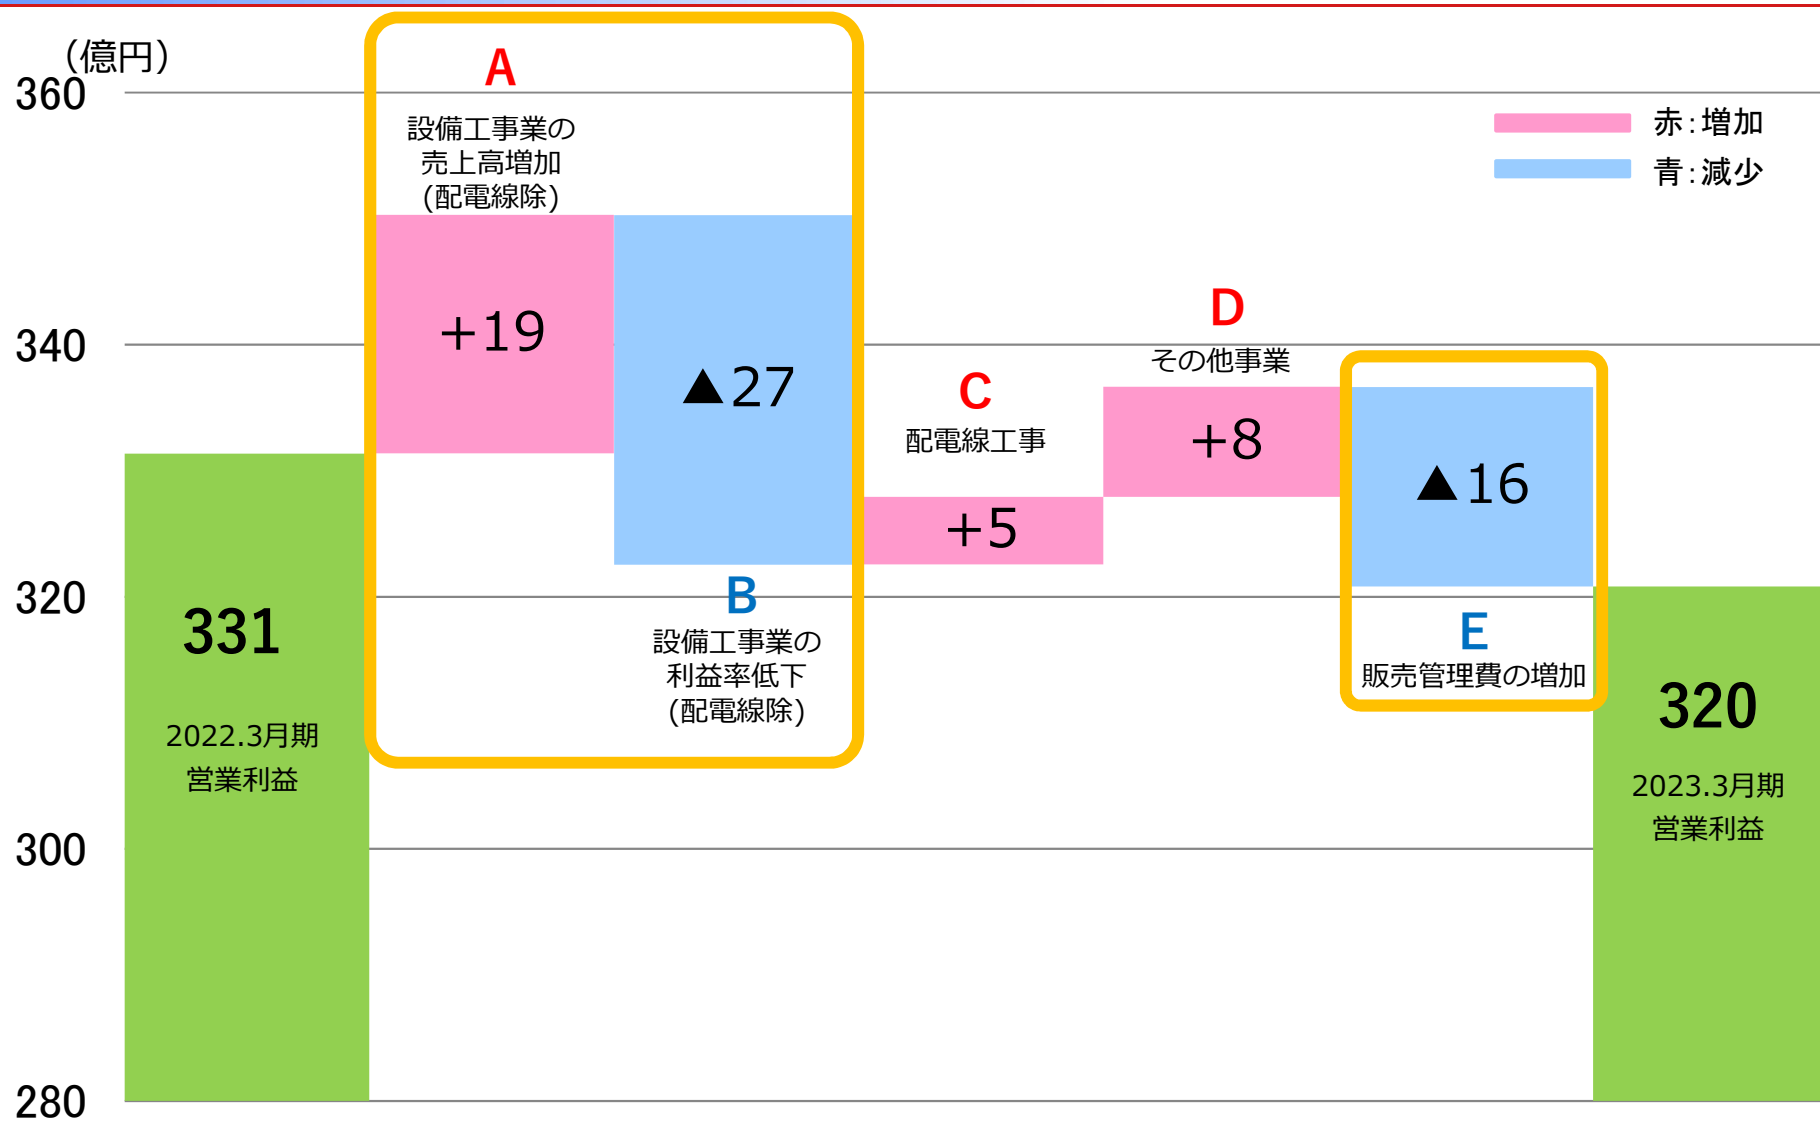 （億円）
360
340
320
300
280
赤：増加
青：減少
A
設備工事業の
売上高増加
(配電線除)
+19
▲27
B
設備工事業の
利益率低下
(配電線除)
C
配電線工事
+5
D
その他事業
+8
▲16
E
販売管理費の増加
331
2022.3月期
営業利益
320
2023.3月期
営業利益